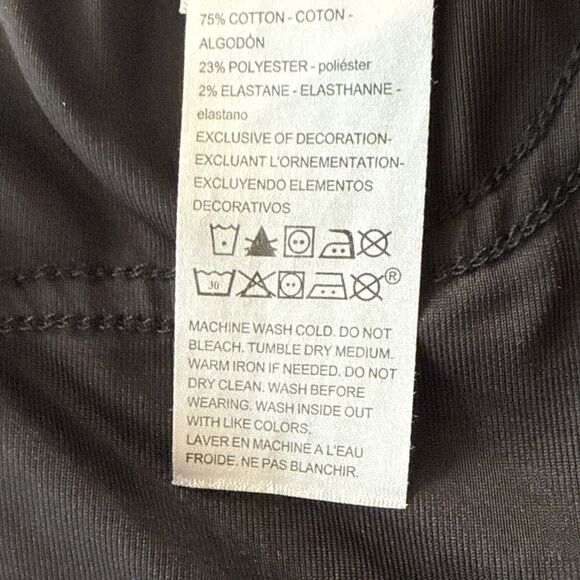 75% COTTON - COTON -
ALGODÓN
23% POLYESTER - poliéster
2% ELASTANE - ELASTHANNE -
elastano
EXCLUSIVE OF DECORATION-
EXCLUANT L'ORNEMENTATION-
EXCLUYENDO ELEMENTOS
DECORATIVOS
30 ®
MACHINE WASH COLD. DO NOT
BLEACH. TUMBLE DRY MEDIUM.
WARM IRON IF NEEDED. DO NOT
DRY CLEAN. WASH BEFORE
WEARING. WASH INSIDE OUT
WITH LIKE COLORS.
LAVER EN MACHINE A L'EAU
FROIDE. NE PAS BLANCHIR.